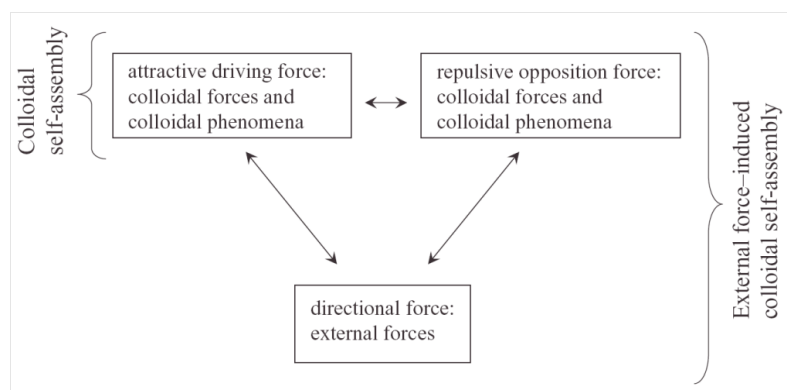 Colloidal
self-assembly
attractive driving force:
colloidal forces and
colloidal phenomena
repulsive opposition force:
colloidal forces and
colloidal phenomena
directional force:
external forces
External force–induced
colloidal self-assembly